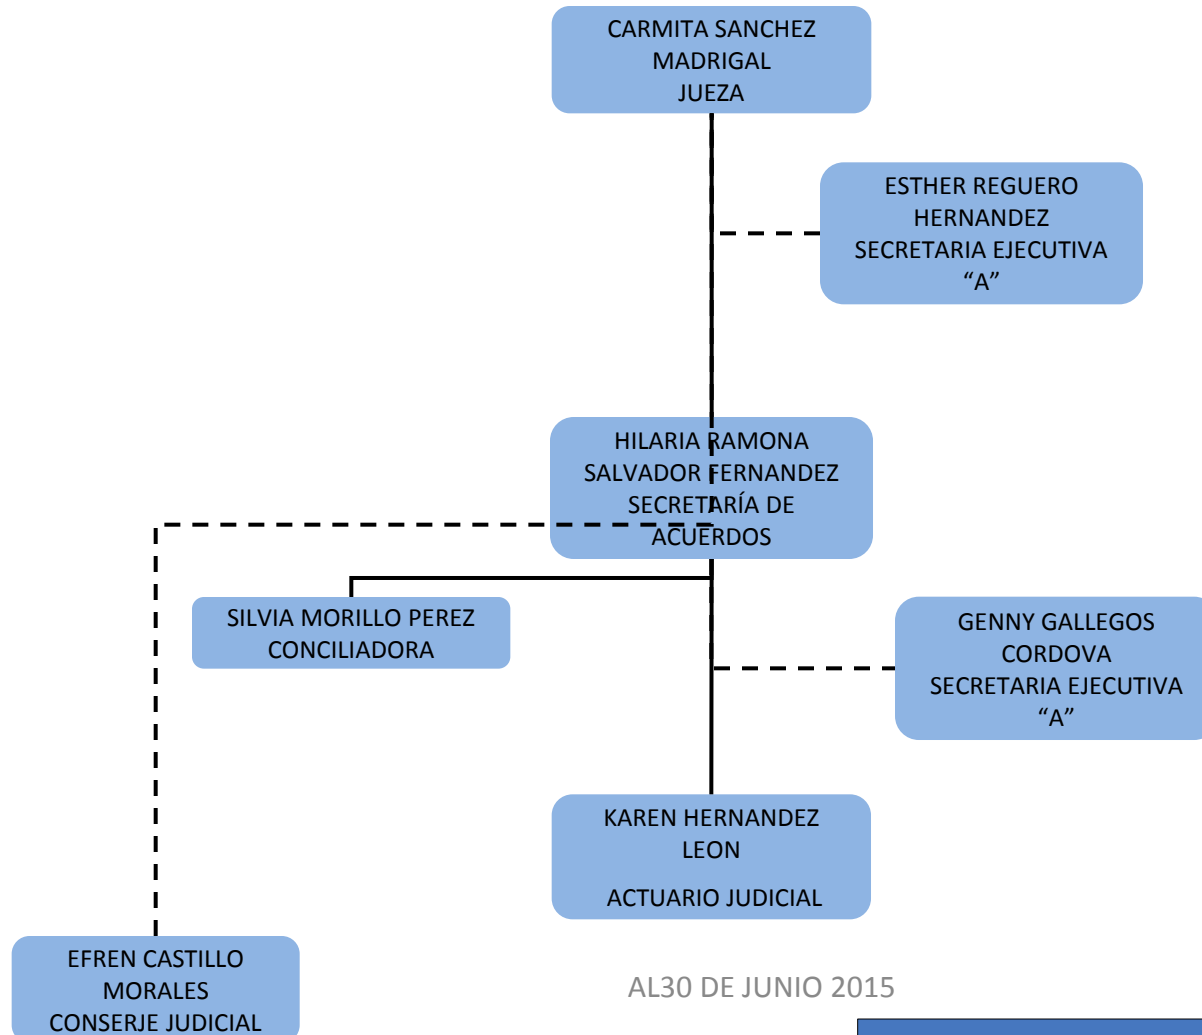 CARMITA SANCHEZ
MADRIGAL
JUEZA
ESTHER REGUERO
HERNANDEZ
SECRETARIA EJECUTIVA
“A”
HILARIA RAMONA
SALVADOR FERNANDEZ
SECRETARÍA DE
ACUERDOS
SILVIA MORILLO PEREZ
CONCILIADORA
GENNY GALLEGOS
CORDOVA
SECRETARIA EJECUTIVA
“A”
KAREN HERNANDEZ
LEON
ACTUARIO JUDICIAL
EFREN CASTILLO
MORALES
CONSERJE JUDICIAL
AL30 DE JUNIO 2015